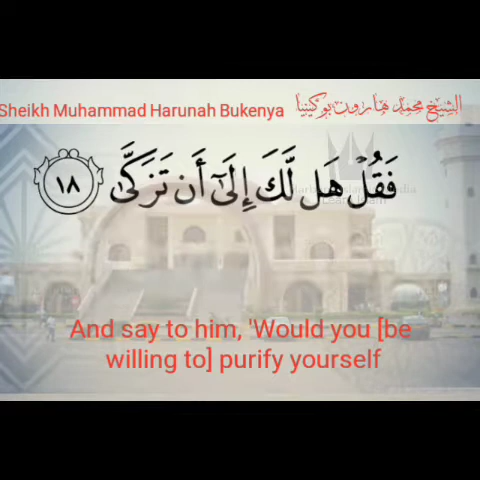 Sheikh Muhammad Harunah Bukenya الشيخ محمد هارون بوكينيا
فَقُلْ هَل لَّكَ إِلَىٰٓ أَن تَزَكَّىٰ ١٨
And say to him, 'Would you [be
willing to] purify yourself